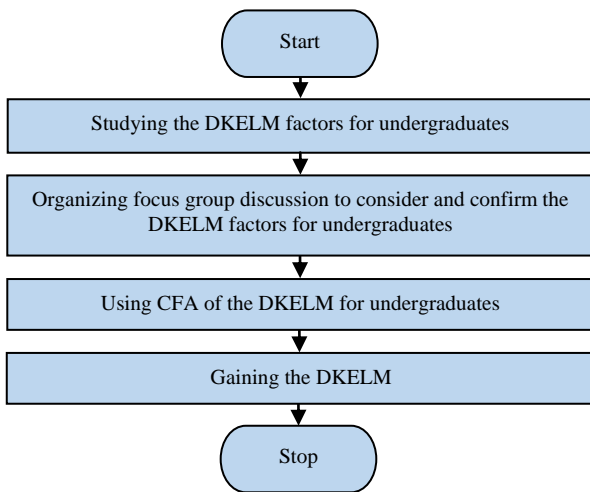 Start
Studying the DKELM factors for undergraduates
Organizing focus group discussion to consider and confirm the
DKELM factors for undergraduates
Using CFA of the DKELM for undergraduates
Gaining the DKELM
Stop